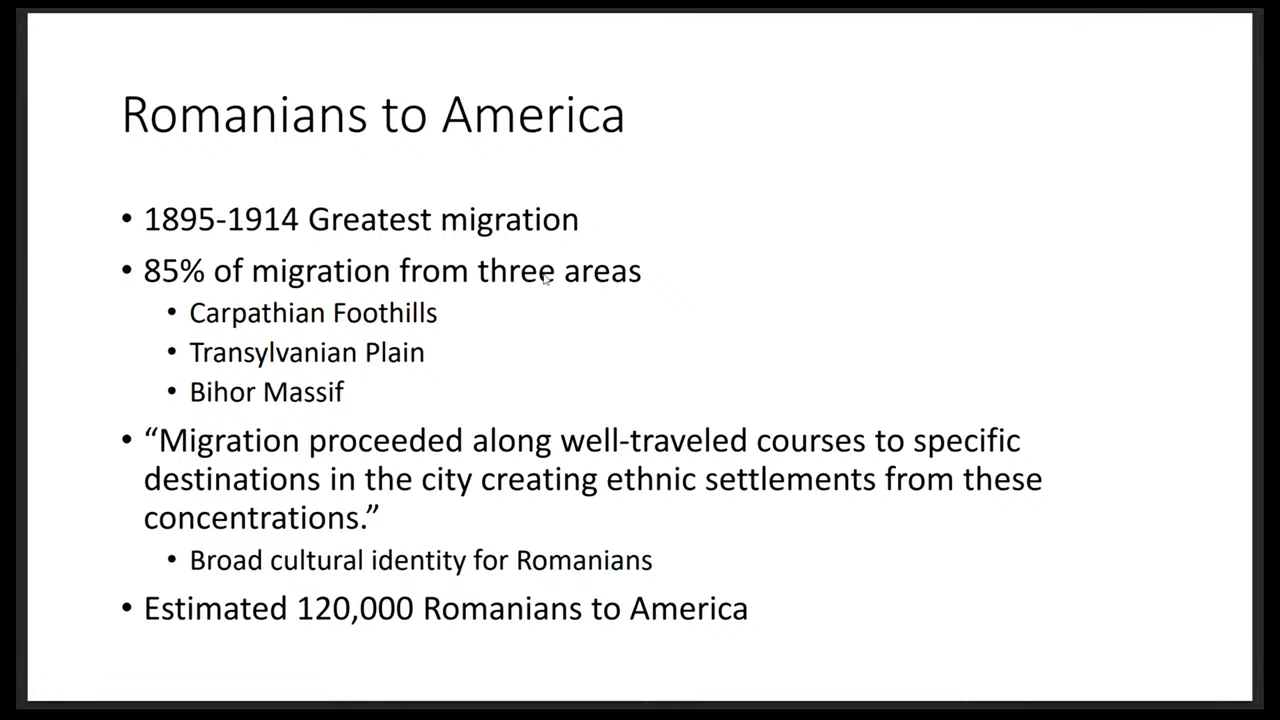 Romanians to America
• 1895-1914 Greatest migration
• 85% of migration from three areas
• Carpathian Foothills
• Transylvanian Plain
• Bihor Massif
• “Migration proceeded along well-traveled courses to specific
destinations in the city creating ethnic settlements from these
concentrations.”
• Broad cultural identity for Romanians
• Estimated 120,000 Romanians to America